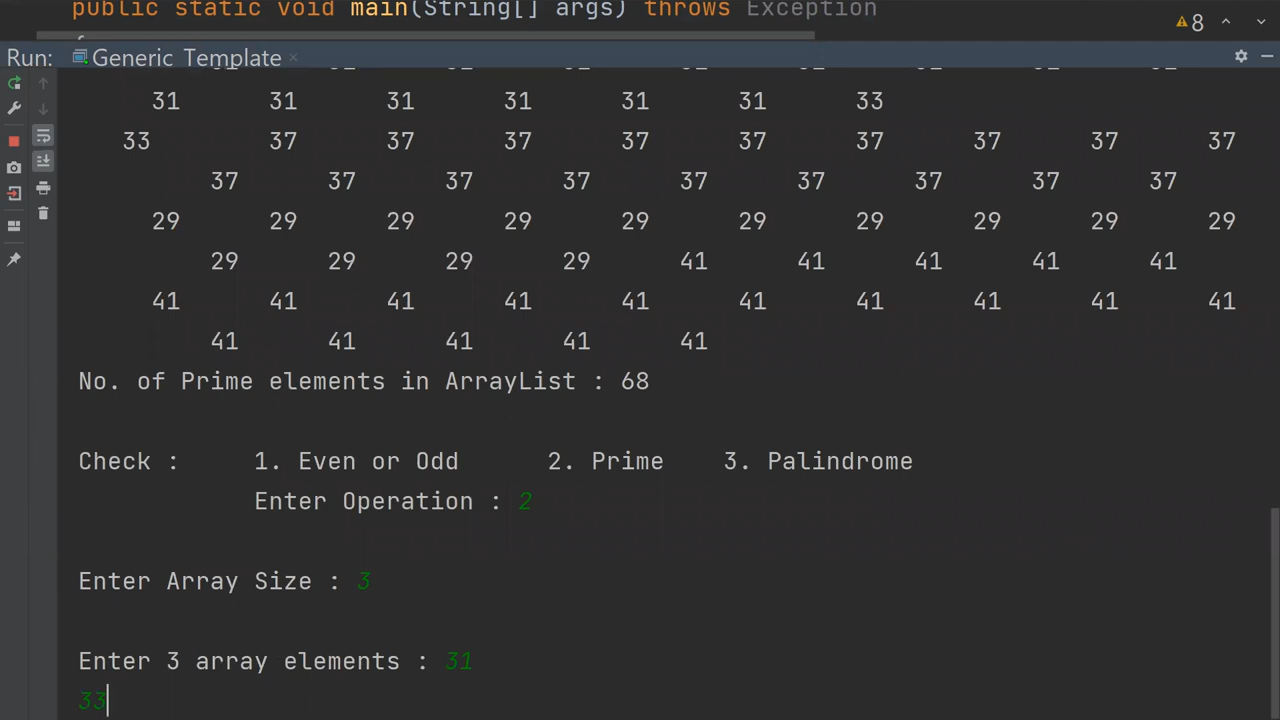 public static void main(String[] args) throws Exception
8
Run: Generic Template
31 31 31 31 31 31 33
33 37 37 37 37 37 37 37 37 37
37 37 37 37 37 37 37 37 37
29 29 29 29 29 29 29 29 29 29
29 29 29 29 41 41 41 41 41
41 41 41 41 41 41 41 41 41 41
41 41 41 41 41
No. of Prime elements in ArrayList : 68
Check : 1. Even or Odd 2. Prime 3. Palindrome
Enter Operation : 2
Enter Array Size : 3
Enter 3 array elements : 31
33